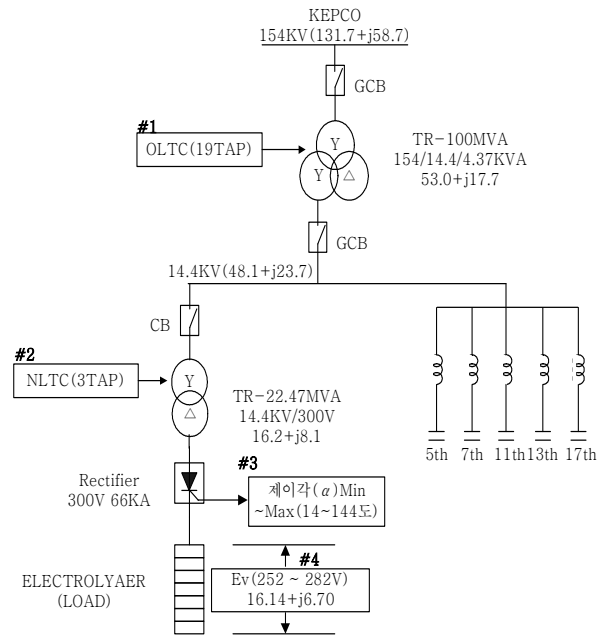 KEPCO
154KV(131.7+j58.7)
GCB
#1
OLTC(19TAP)
Y
Y
△
TR-100MVA
154/14.4/4.37KVA
53.0+j17.7
GCB
14.4KV(48.1+j23.7)
CB
#2
NLTC(3TAP)
Y
△
TR-22.47MVA
14.4KV/300V
16.2+j8.1
5th 7th 11th 13th 17th
Rectifier
300V 66KA
#3
제이각(α)Min
~Max(14~144도)
ELECTROLYAER
(LOAD)
#4
Ev(252 ~ 282V)
16.14+j6.70